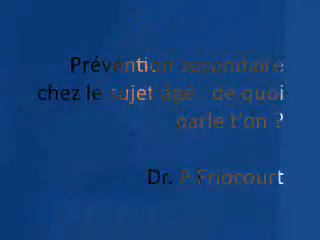 Prévention secondaire
chez le sujet âgé : de quoi
parle t'on ?
Dr. P Friocourt